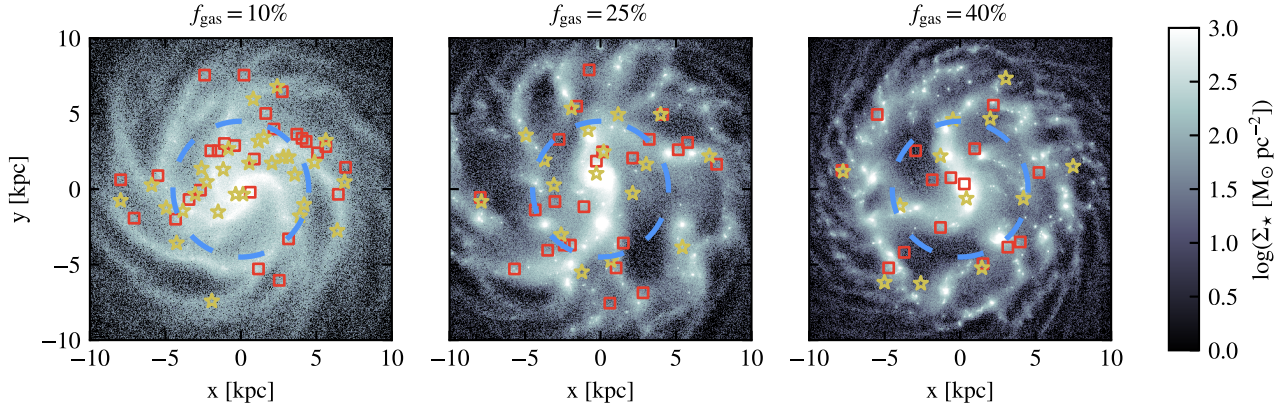 f_gas = 10%
f_gas = 25%
f_gas = 40%
10
5
0
−5
−10
y [kpc]
−10 −5 0 5 10
x [kpc]
−10 −5 0 5 10
x [kpc]
−10 −5 0 5 10
x [kpc]
3.0
2.5
2.0
1.5
1.0
0.5
0.0
log(Σ⋆ [M⊙ pc⁻²]